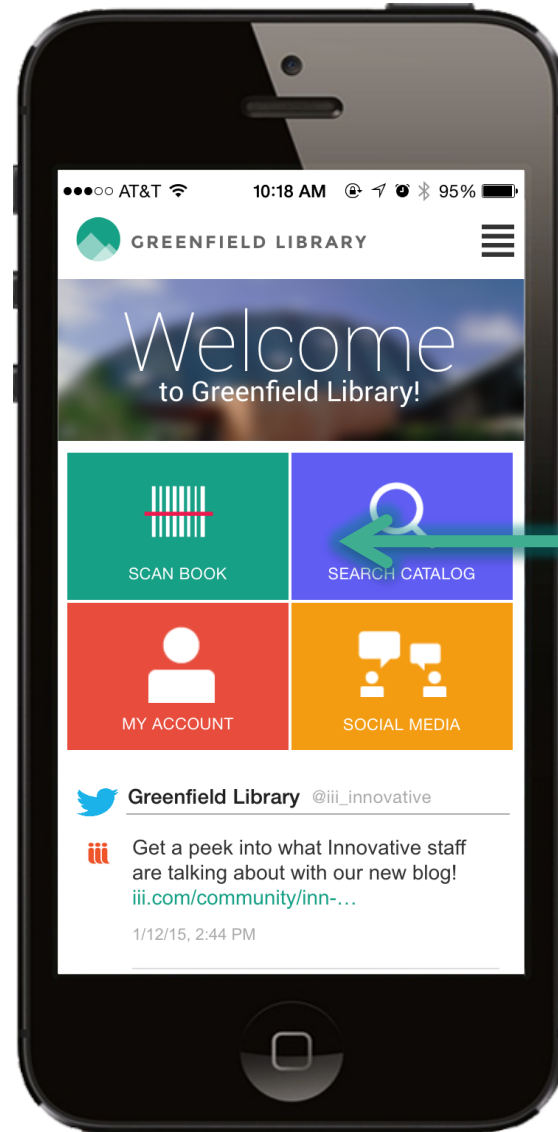 AT&T 10:18 AM 95%
GREENFIELD LIBRARY
Welcome
to Greenfield Library!
SCAN BOOK
SEARCH CATALOG
MY ACCOUNT
SOCIAL MEDIA
Greenfield Library @iii_innovative
iii
Get a peek into what Innovative staff
are talking about with our new blog!
iii.com/community/inn-…
1/12/15, 2:44 PM